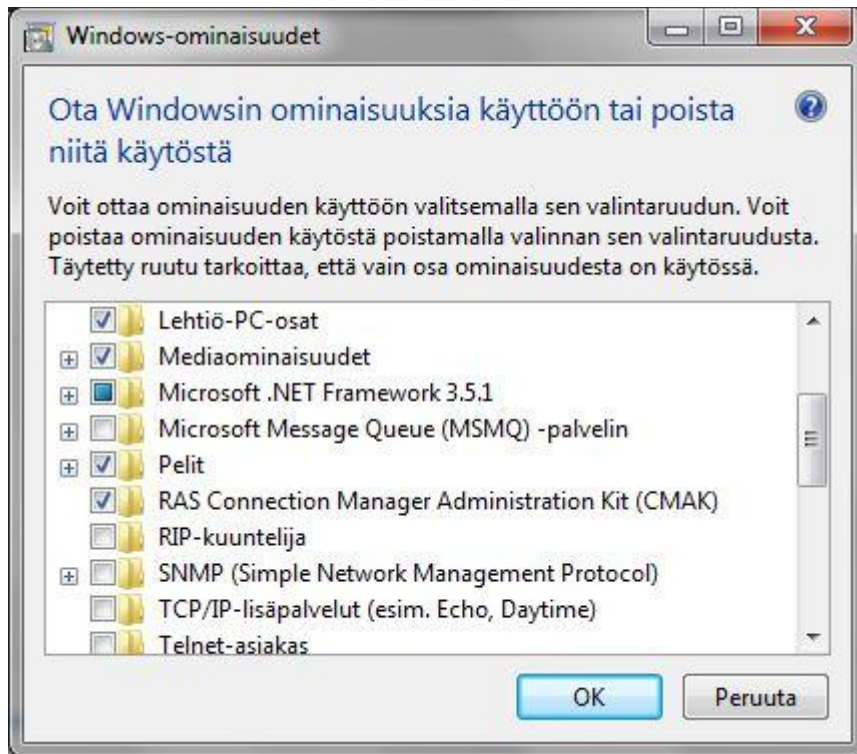 Windows-ominaisuudet
Ota Windowsin ominaisuuksia käyttöön tai poista
niitä käytöstä
Voit ottaa ominaisuuden käyttöön valitsemalla sen valintaruudun. Voit
poistaa ominaisuuden käytöstä poistamalla valinnan sen valintaruudusta.
Täytetty ruutu tarkoittaa, että vain osa ominaisuudesta on käytössä.
Lehtiö-PC-osat
Mediaominaisuudet
Microsoft .NET Framework 3.5.1
Microsoft Message Queue (MSMQ) -palvelin
Pelit
RAS Connection Manager Administration Kit (CMAK)
RIP-kuuntelija
SNMP (Simple Network Management Protocol)
TCP/IP-lisäpalvelut (esim. Echo, Daytime)
Telnet-asiakas
OK Peruuta